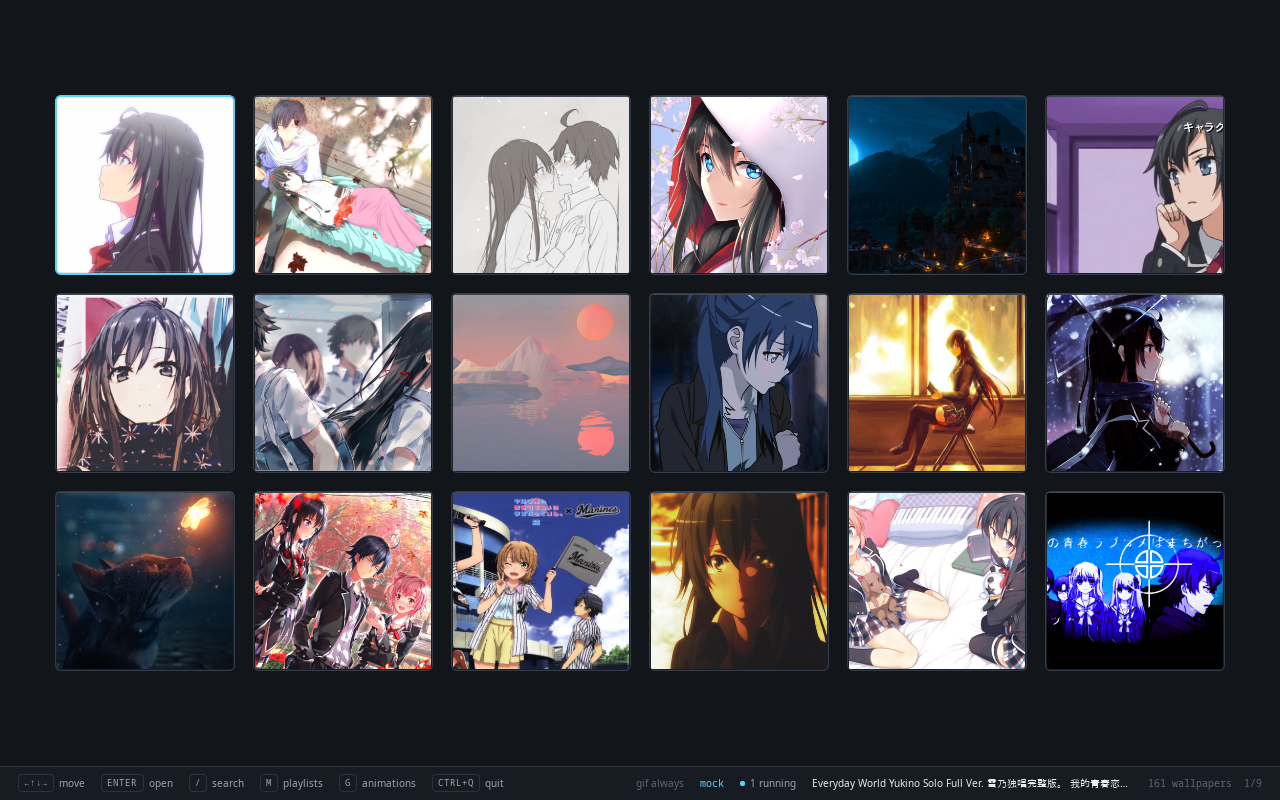 キャラク
× Marines
Marines
の青春ラブコメはまちがっ
←↑↓→ move ENTER open / search M playlists G animations CTRL+Q quit gif always mock 1 running Everyday World Yukino Solo Full Ver. 雪乃独唱完整版。 我的青春恋… 161 wallpapers 1/9